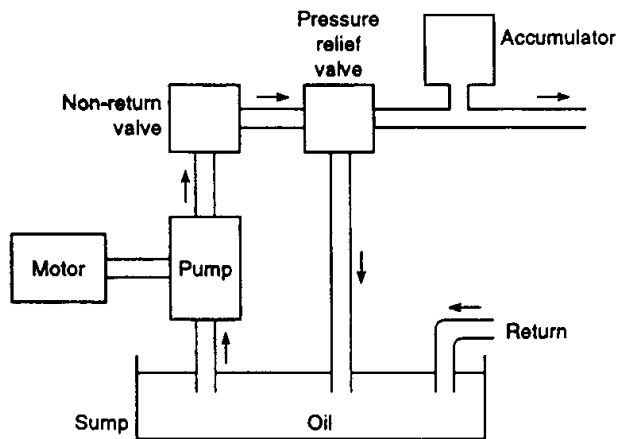 Pressure
relief
valve
Accumulator
Non-return
valve
Motor
Pump
Return
Sump
Oil